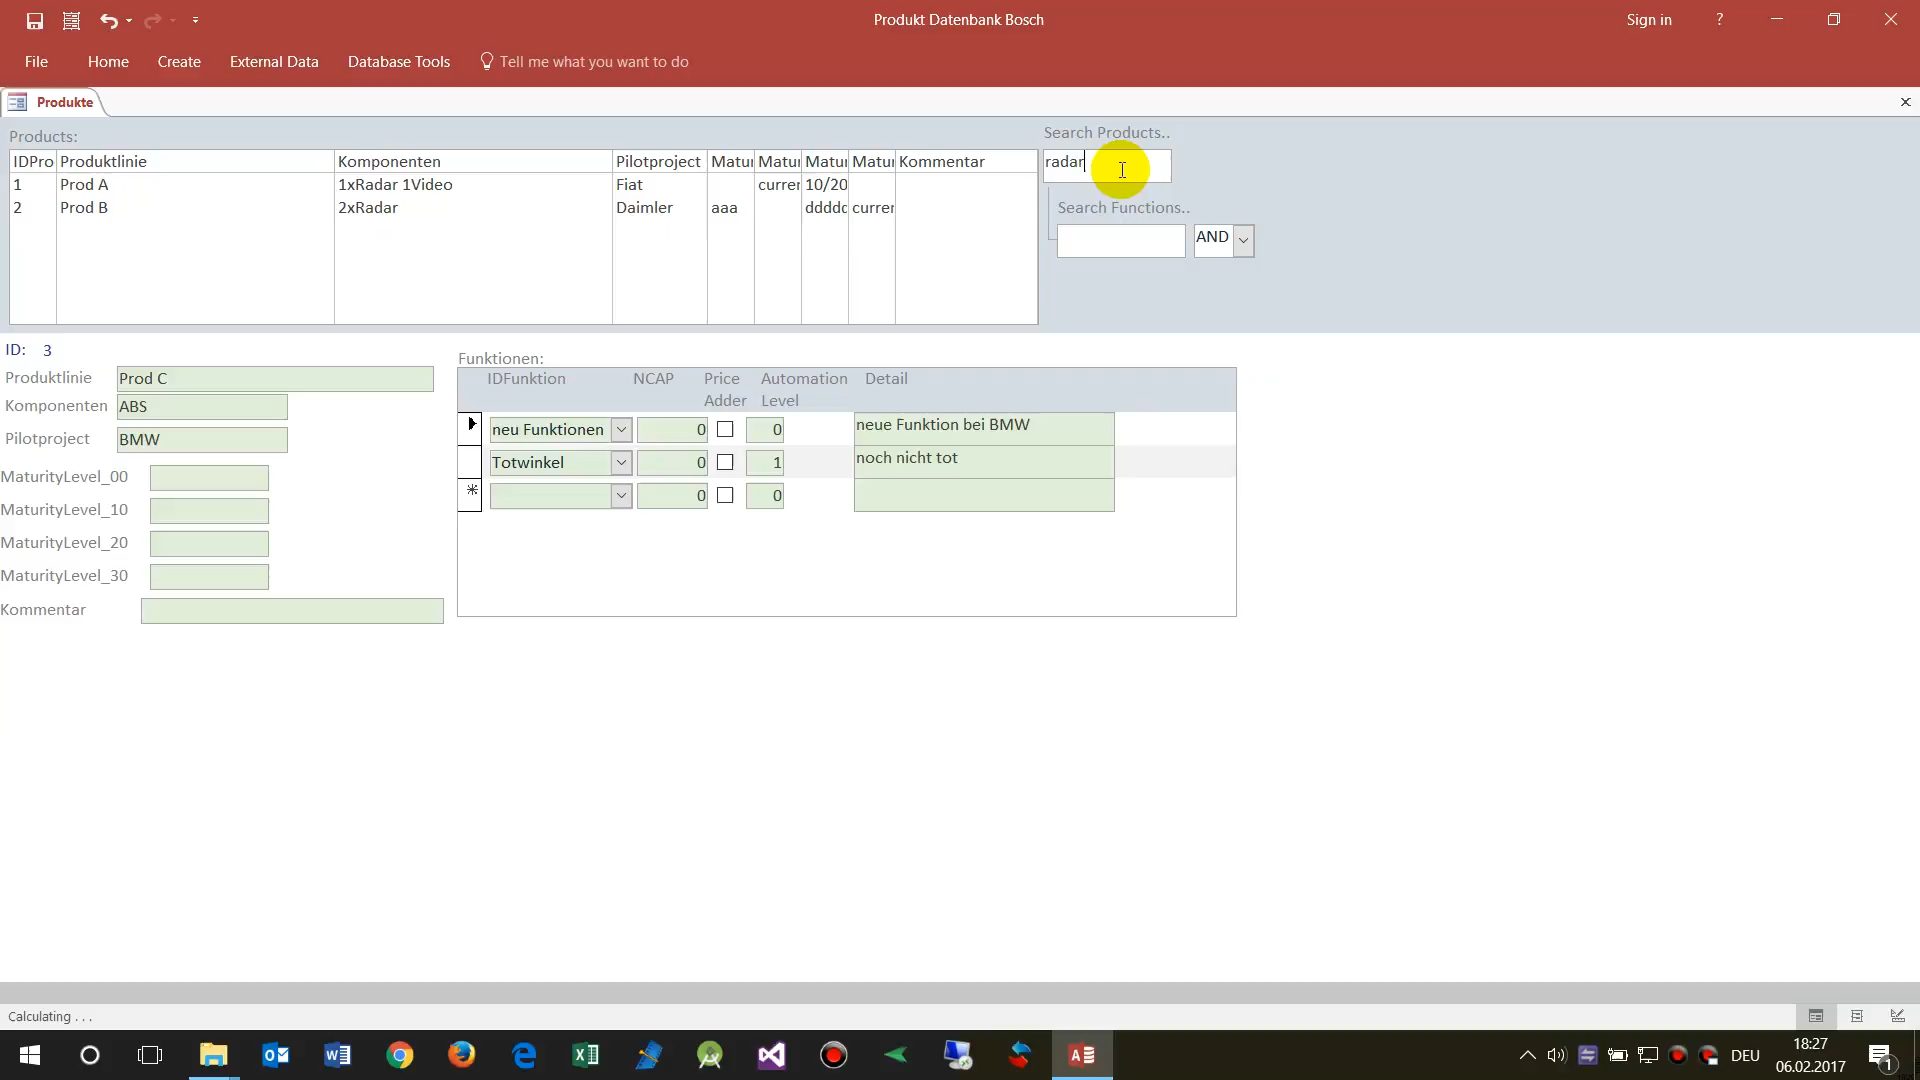 Produkt Datenbank Bosch
Sign in
?
File Home Create External Data Database Tools Tell me what you want to do
Produkte
Products:
IDPro Produktlinie Komponenten Pilotproject Matur Matur Matur Matur Kommentar
1 Prod A 1xRadar 1Video Fiat currer 10/20
2 Prod B 2xRadar Daimler aaa ddddd currer
Search Products..
radar
Search Functions..
AND
ID: 3
Produktlinie Prod C
Komponenten ABS
Pilotproject BMW
MaturityLevel_00
MaturityLevel_10
MaturityLevel_20
MaturityLevel_30
Kommentar
Funktionen:
IDFunktion NCAP Price Adder Automation Level Detail
neu Funktionen 0 0 neue Funktion bei BMW
Totwinkel 0 1 noch nicht tot
0 0
Calculating . . .
DEU
18:27
06.02.2017
1